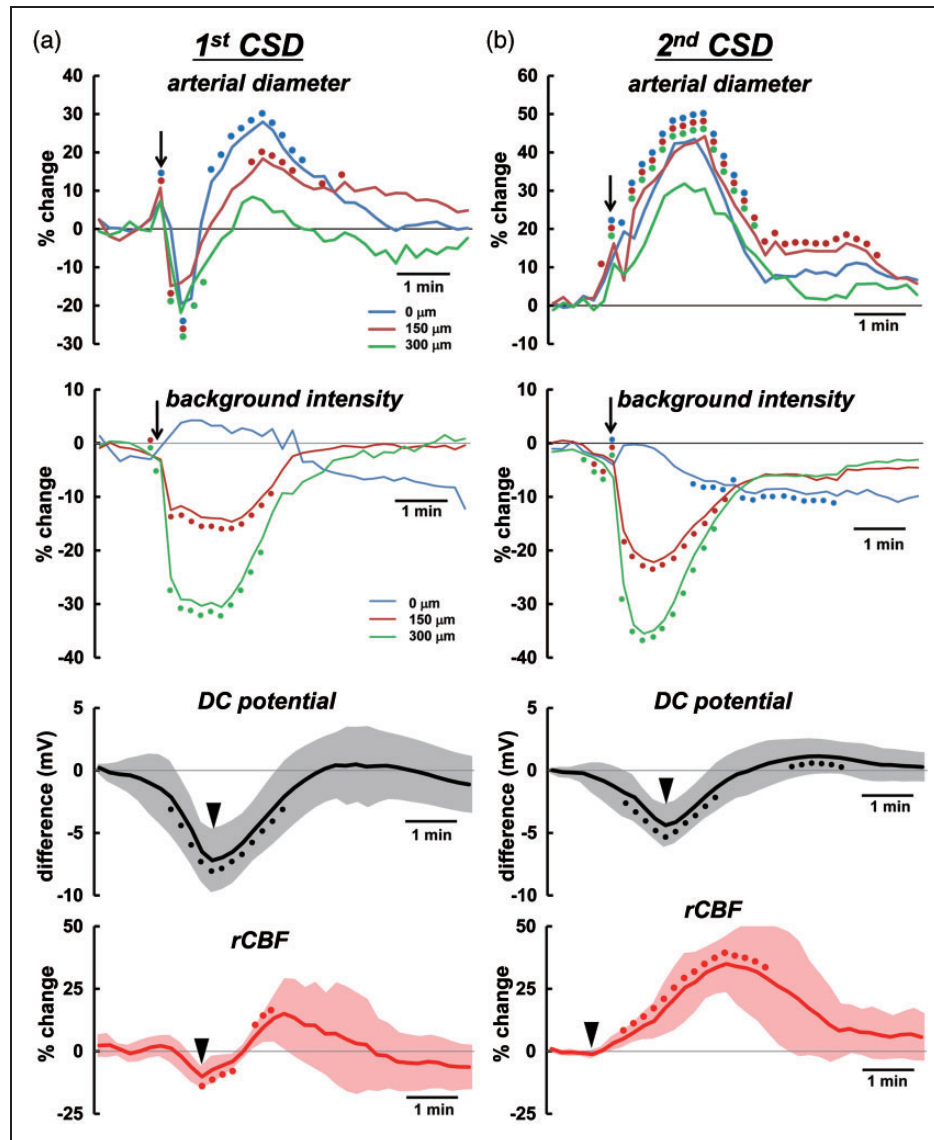 (a)
1st CSD
arterial diameter
40
30
20
10
0
-10
-20
-30
% change
1 min
0 μm
150 μm
300 μm
background intensity
10
0
-10
-20
-30
-40
% change
1 min
0 μm
150 μm
300 μm
DC potential
5
0
-5
-10
difference (mV)
1 min
rCBF
50
25
0
-25
% change
1 min
(b)
2nd CSD
arterial diameter
60
50
40
30
20
10
0
-10
% change
1 min
background intensity
10
0
-10
-20
-30
-40
% change
1 min
DC potential
5
0
-5
-10
difference (mV)
1 min
rCBF
50
25
0
-25
% change
1 min